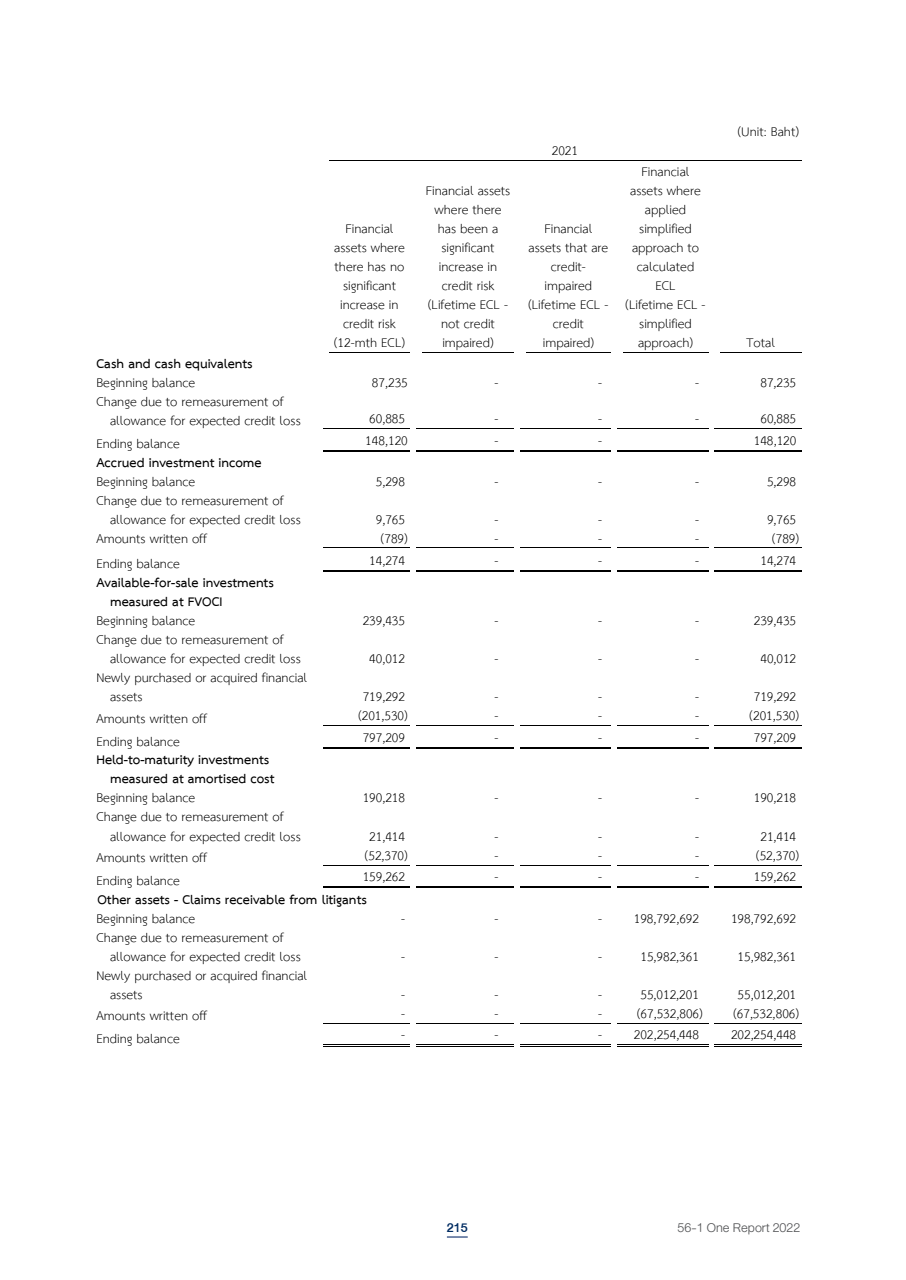 (Unit: Baht)
2021
Financial assets where there has no significant increase in credit risk (12-mth ECL)
Financial assets where there has been a significant increase in credit risk (Lifetime ECL - not credit impaired)
Financial assets that are credit-impaired (Lifetime ECL - credit impaired)
Financial assets where applied simplified approach to calculated ECL (Lifetime ECL - simplified approach)
Total
Cash and cash equivalents
Beginning balance 87,235 - - - 87,235
Change due to remeasurement of
allowance for expected credit loss 60,885 - - - 60,885
Ending balance 148,120 - - 148,120
Accrued investment income
Beginning balance 5,298 - - - 5,298
Change due to remeasurement of
allowance for expected credit loss 9,765 - - - 9,765
Amounts written off (789) - - - (789)
Ending balance 14,274 - - - 14,274
Available-for-sale investments
measured at FVOCI
Beginning balance 239,435 - - - 239,435
Change due to remeasurement of
allowance for expected credit loss 40,012 - - - 40,012
Newly purchased or acquired financial
assets 719,292 - - - 719,292
Amounts written off (201,530) - - - (201,530)
Ending balance 797,209 - - - 797,209
Held-to-maturity investments
measured at amortised cost
Beginning balance 190,218 - - - 190,218
Change due to remeasurement of
allowance for expected credit loss 21,414 - - - 21,414
Amounts written off (52,370) - - - (52,370)
Ending balance 159,262 - - - 159,262
Other assets - Claims receivable from litigants
Beginning balance - - - 198,792,692 198,792,692
Change due to remeasurement of
allowance for expected credit loss - - - 15,982,361 15,982,361
Newly purchased or acquired financial
assets - - - 55,012,201 55,012,201
Amounts written off - - - (67,532,806) (67,532,806)
Ending balance - - - 202,254,448 202,254,448
215
56-1 One Report 2022